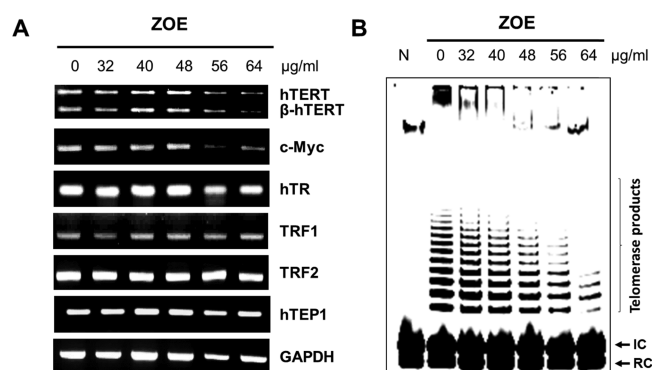 A
ZOE
0 32 40 48 56 64 µg/ml
hTERT
β-hTERT
c-Myc
hTR
TRF1
TRF2
hTEP1
GAPDH
B
ZOE
N 0 32 40 48 56 64 µg/ml
Telomerase products
IC
RC